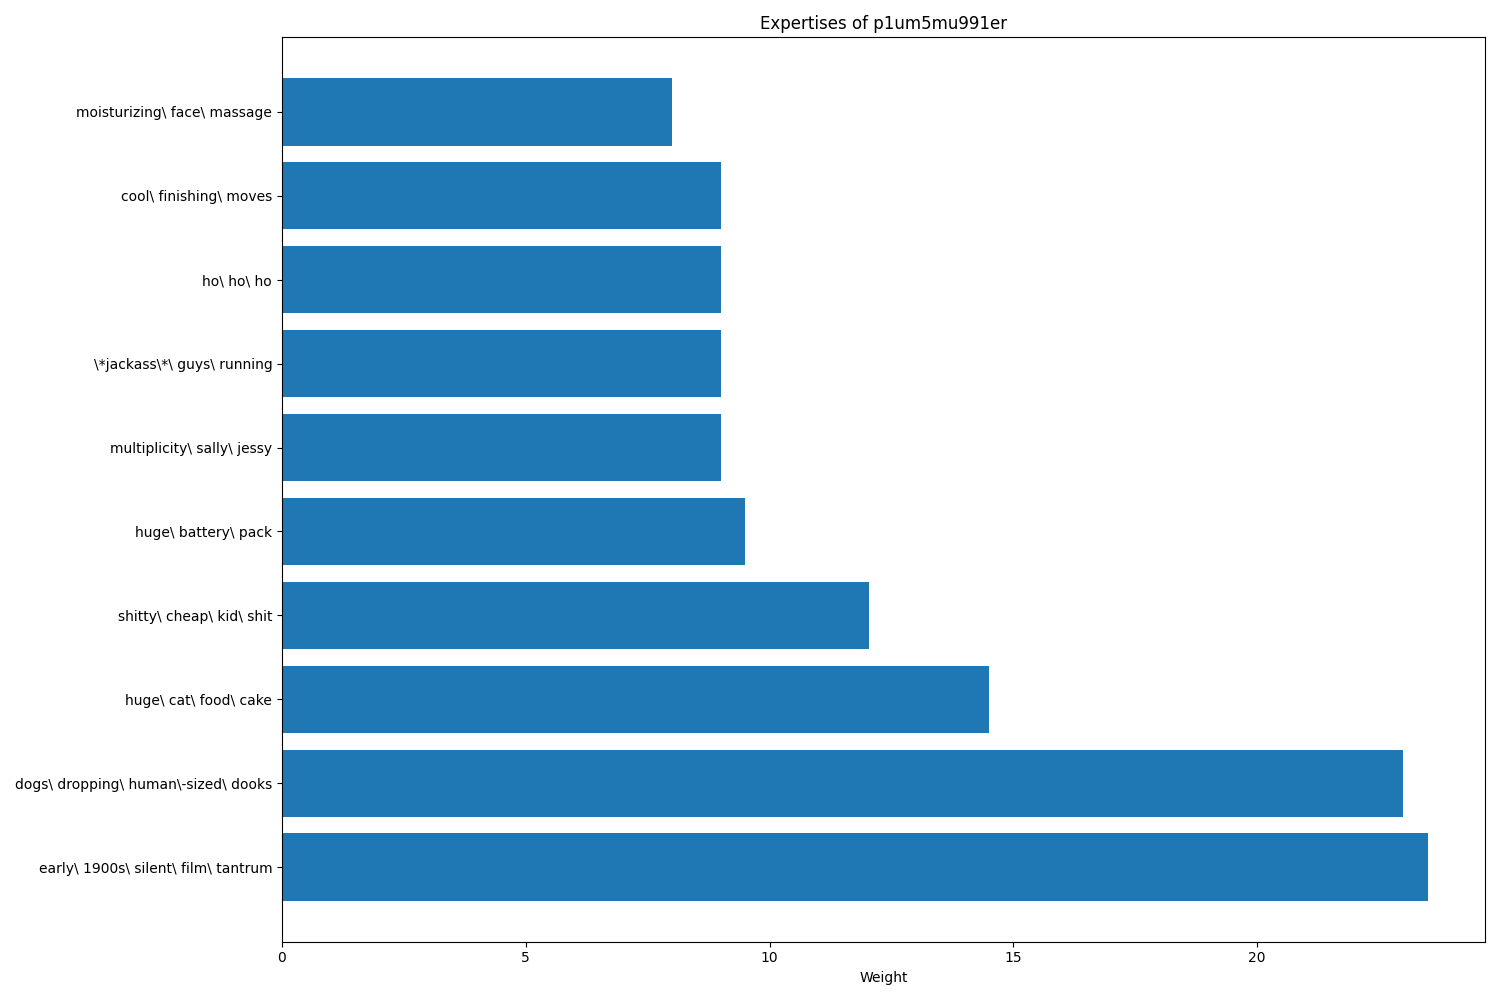 Expertises of p1um5mu991er
moisturizing\ face\ massage
cool\ finishing\ moves
ho\ ho\ ho
\*jackass\*\ guys\ running
multiplicity\ sally\ jessy
huge\ battery\ pack
shitty\ cheap\ kid\ shit
huge\ cat\ food\ cake
dogs\ dropping\ human\-sized\ dooks
early\ 1900s\ silent\ film\ tantrum
0 5 10 15 20
Weight